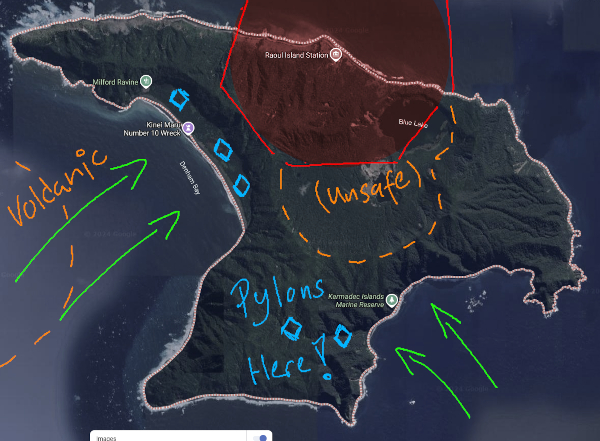 Raoul Island Station
Milford Ravine
Kinei Maru
Number 10 Wreck
Blue Lake
Volcanic
Denham Bay
(unsafe)
Pylons
Kermadec Islands
Marine Reserve
Here!
Images